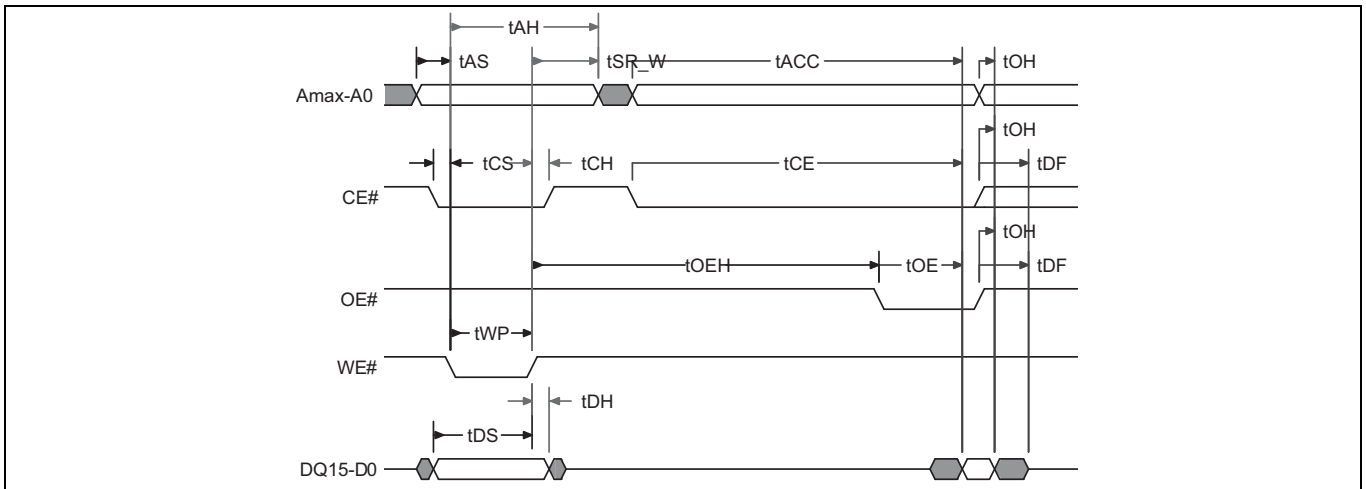 tAH
tAS tSR_W tACC tOH
Amax-A0
tOH
tCS tCH tCE tDF
CE#
tOH
tOEH tOE tDF
OE#
tWP
WE#
tDH
tDS
DQ15-D0